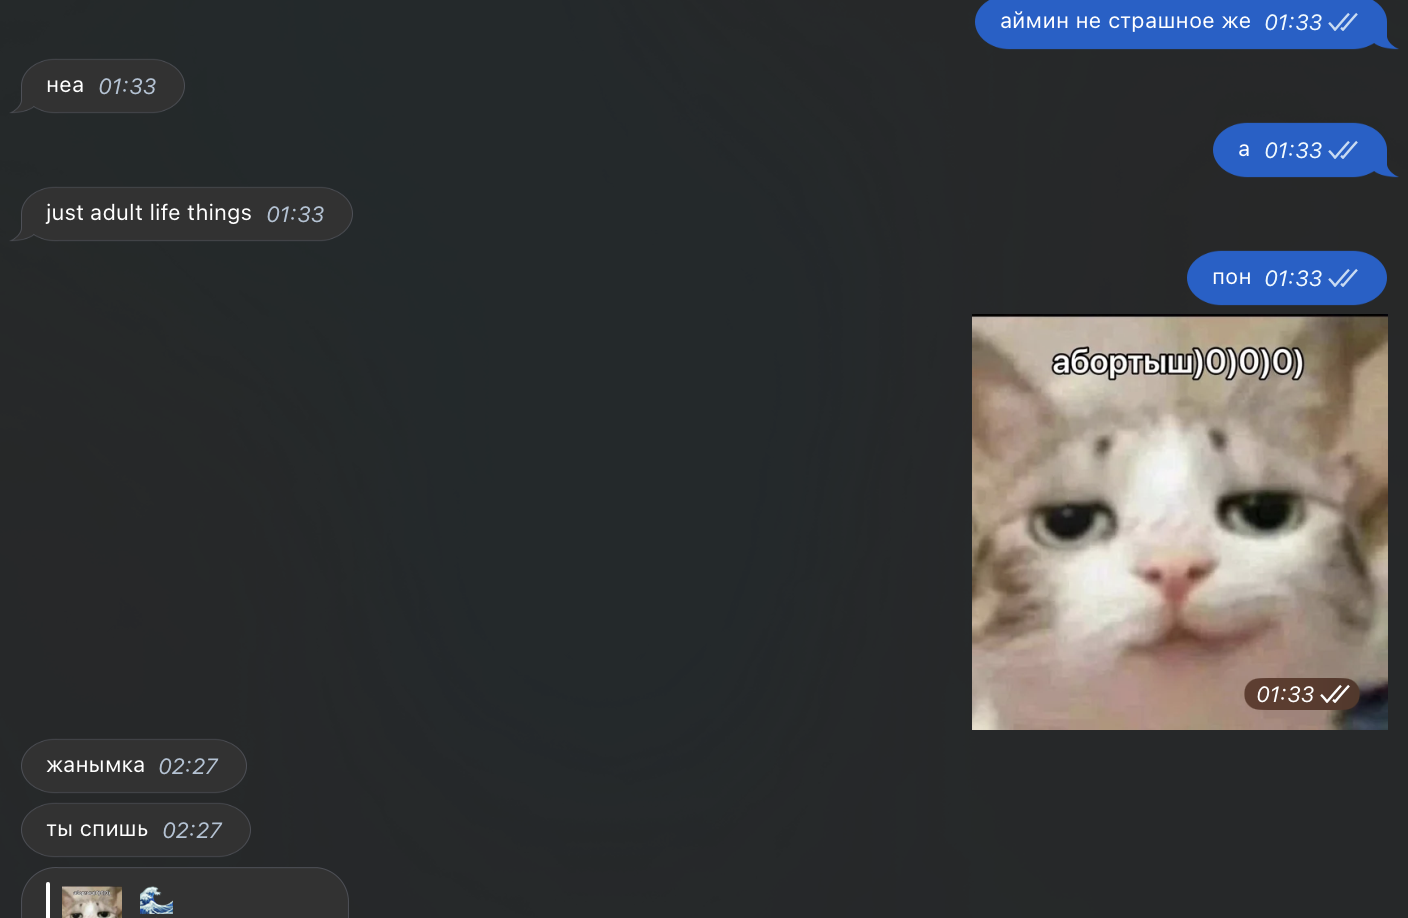 аймин не страшное же 01:33
неа 01:33
а 01:33
just adult life things 01:33
пон 01:33
абортыш)0)0)0)
01:33
жанымка 02:27
ты спишь 02:27